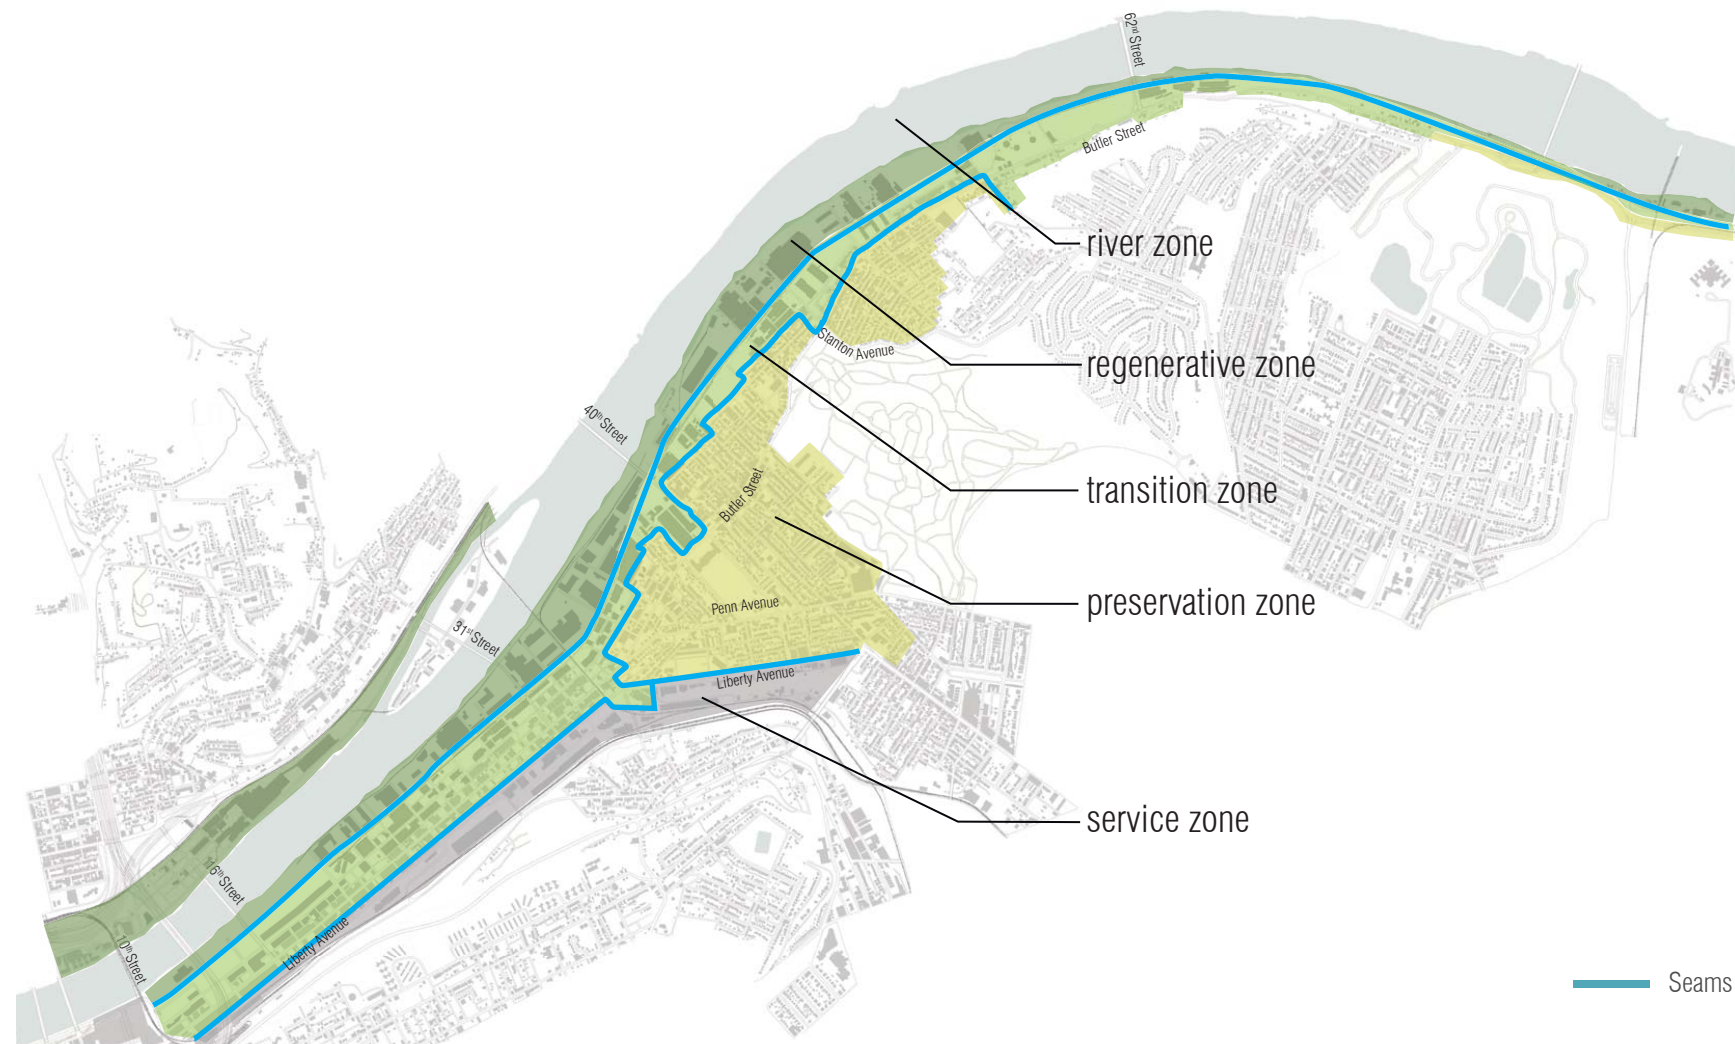 62nd Street
Butler Street
river zone
Stanton Avenue
regenerative zone
40th Street
transition zone
Butler Street
preservation zone
Penn Avenue
31st Street
Liberty Avenue
service zone
16th Street
Liberty Avenue
10th Street
Seams